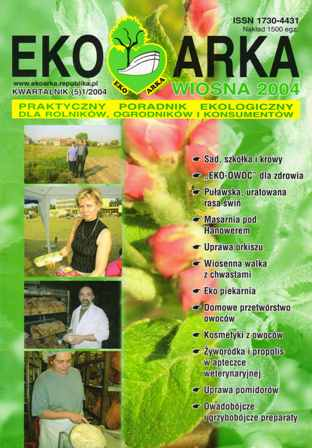 ISSN 1730-4431
Nakład 1500 egz.
EKO ARKA
EKO ARKA
www.ekoarka.republika.pl
KWARTALNIK (5)1/2004
WIOSNA 2004
PRAKTYCZNY PORADNIK EKOLOGICZNY
DLA ROLNIKÓW, OGRODNIKÓW I KONSUMENTÓW
Sad, szkółka i krowy
„EKO-OWOC" dla zdrowia
Puławska, uratowana
rasa świń
Masarnia pod
Hanowerem
Uprawa orkiszu
Wiosenna walka
z chwastami
Eko piekarnia
Domowe przetwórstwo
owoców
Kosmetyki z owoców
Żyworódka i propolis
w apteczce
weterynaryjnej
Uprawa pomidorów
Owadobójcze
i grzybobójcze preparaty